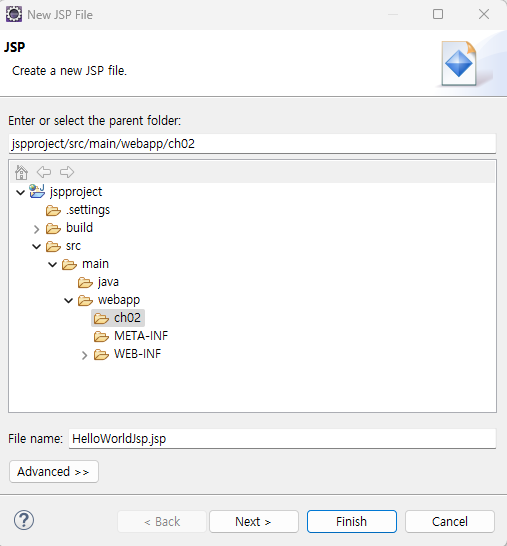 New JSP File
JSP
Create a new JSP file.
Enter or select the parent folder:
jspproject/src/main/webapp/ch02
jspproject
.settings
build
src
main
java
webapp
ch02
META-INF
WEB-INF
File name: HelloWorldJsp.jsp
Advanced >>
? < Back Next > Finish Cancel